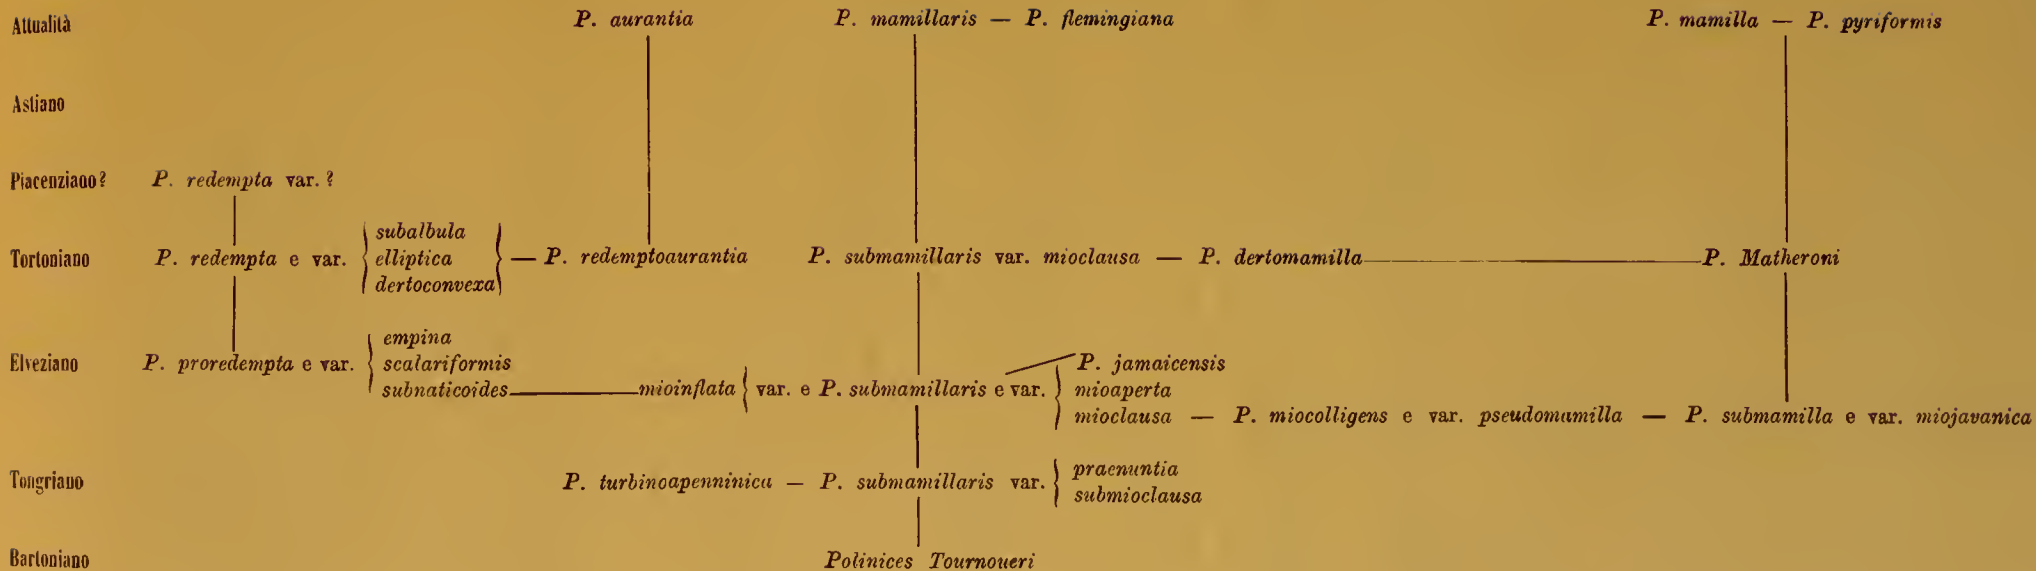 Attualità P. aurantia P. mamillaris — P. flemingiana P. mamilla — P. pyriformis
Astiano
Piacenziano? P. redempta var. ?
subalbula
Tortoniano P. redempta e var. elliptica — P. redemptoaurantia P. submamillaris var. mioclausa — P. dertomamilla — P. Matheroni
dertoconvexa
empina
Elveziano P. proredempta e var. scalariformis P. jamaicensis
subnaticoides — mioinflata var. e P. submamillaris e var. mioaperta
mioclausa — P. miocolligens e var. pseudomamilla — P. submamilla e var. miojavanica
praenuntia
Tongriano P. turbinoapenninica — P. submamillaris var.
submioclausa
Bartoniano Polinices Tournoueri